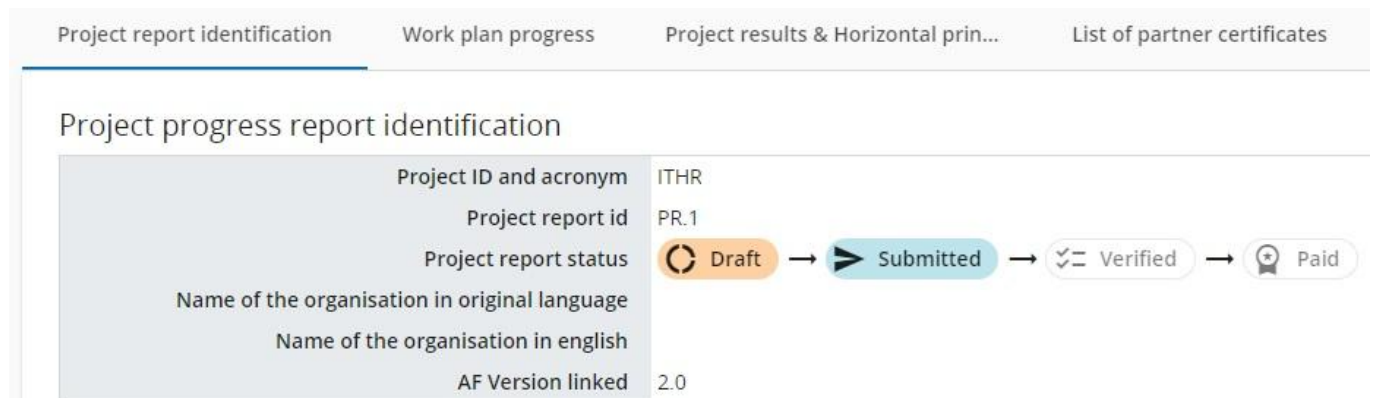 Project report identification Work plan progress Project results & Horizontal prin... List of partner certificates
Project progress report identification
Project ID and acronym ITHR
Project report id PR.1
Project report status Draft → Submitted → Verified → Paid
Name of the organisation in original language
Name of the organisation in english
AF Version linked 2.0